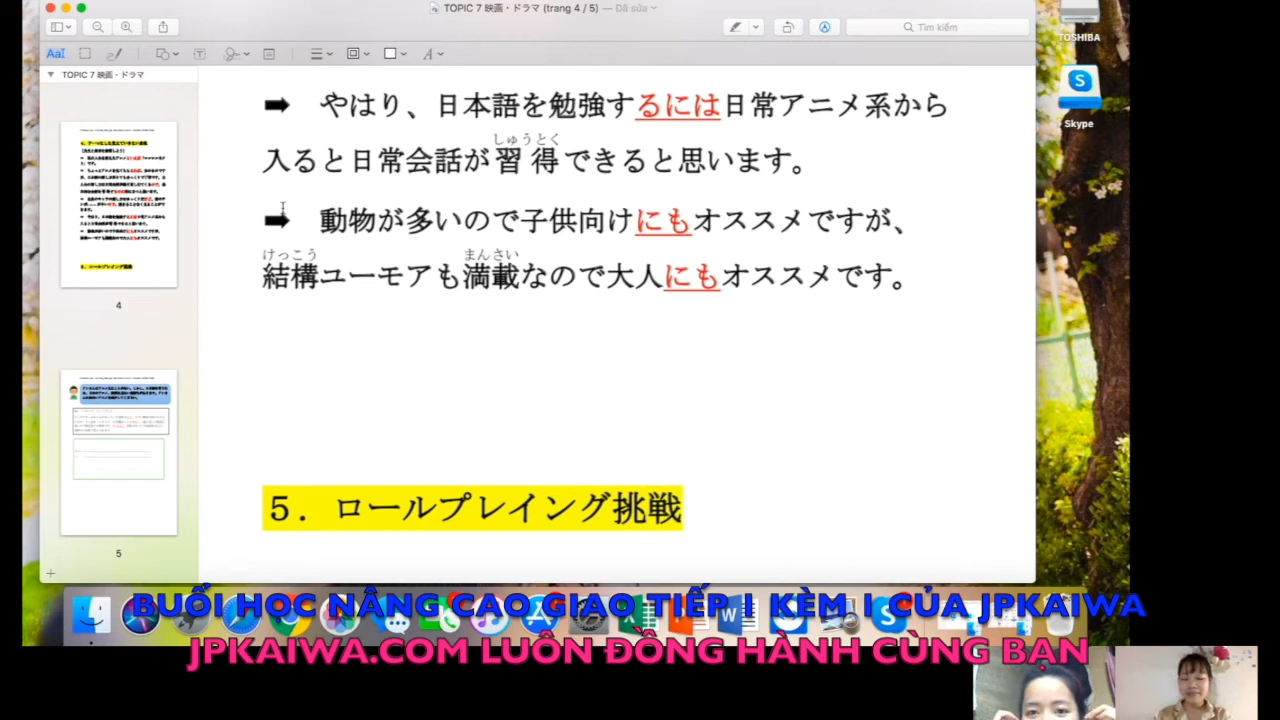 TOPIC 7 映画・ドラマ (trang 4 / 5) — Đã sửa
Tìm kiếm
TOPIC 7 映画・ドラマ
4
5
➡ やはり、日本語を勉強するには日常アニメ系から
しゅうとく
入ると日常会話が習得できると思います。
➡ 動物が多いので子供向けにもオススメですが、
けっこう まんさい
結構ユーモアも満載なので大人にもオススメです。
5．ロールプレイング挑戦
TOSHIBA
Skype
BUỔI HỌC NÂNG CAO GIAO TIẾP 1 KÈM 1 CỦA JPKAIWA
JPKAIWA.COM LUÔN ĐỒNG HÀNH CÙNG BẠN